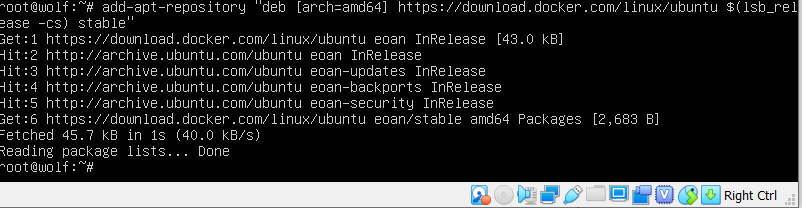 root@wolf:~# add-apt-repository "deb [arch=amd64] https://download.docker.com/linux/ubuntu $(lsb_rel
ease -cs) stable"
Get:1 https://download.docker.com/linux/ubuntu eoan InRelease [43.0 kB]
Hit:2 http://archive.ubuntu.com/ubuntu eoan InRelease
Hit:3 http://archive.ubuntu.com/ubuntu eoan-updates InRelease
Hit:4 http://archive.ubuntu.com/ubuntu eoan-backports InRelease
Hit:5 http://archive.ubuntu.com/ubuntu eoan-security InRelease
Get:6 https://download.docker.com/linux/ubuntu eoan/stable amd64 Packages [2,683 B]
Fetched 45.7 kB in 1s (40.0 kB/s)
Reading package lists... Done
root@wolf:~#
Right Ctrl